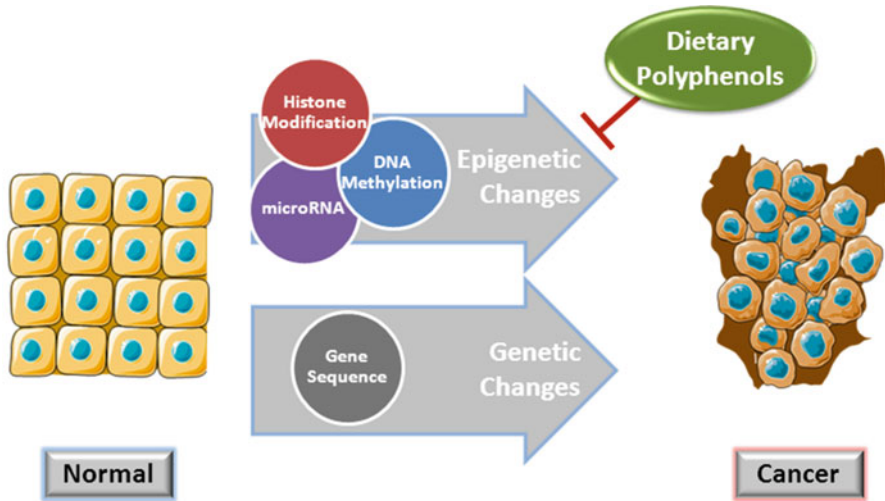 Dietary
Polyphenols
Histone
Modification
DNA
Methylation
microRNA
Epigenetic
Changes
Gene
Sequence
Genetic
Changes
Normal
Cancer